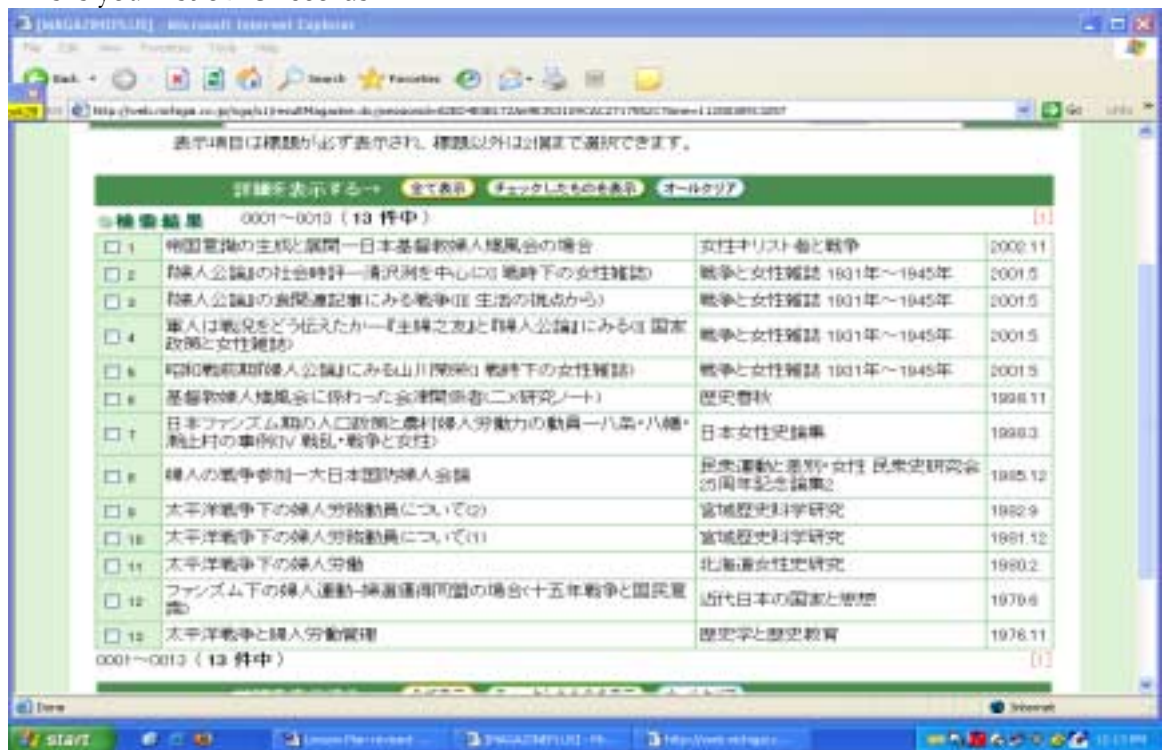 [MAGAZINEPLUS] - Microsoft Internet Explorer
Back Search Favorites
Go
表示項目は標題が必ず表示され、標題以外は2個まで選択できます。
詳細を表示する→ 全て表示 チェックしたものを表示 オールクリア
検索結果 0001～0013 (13 件中) [1]
1 帝国意識の生成と展開―日本基督教婦人矯風会の場合 女性キリスト者と戦争 2002.11
2 『婦人公論』の社会時評―清沢洌を中心に(I 戦時下の女性雑誌) 戦争と女性雑誌 1931年～1945年 2001.5
3 『婦人公論』の食関連記事にみる戦争(III 生活の視点から) 戦争と女性雑誌 1931年～1945年 2001.5
4 軍人は戦況をどう伝えたか―『主婦之友』と『婦人公論』にみる(II 国家
政策と女性雑誌) 戦争と女性雑誌 1931年～1945年 2001.5
5 昭和戦前期『婦人公論』にみる山川菊栄(I 戦時下の女性雑誌) 戦争と女性雑誌 1931年～1945年 2001.5
6 基督教婦人矯風会に係わった会津関係者(二)(研究ノート) 歴史春秋 1998.11
7 日本ファシズム期の人口政策と農村婦人労働力の動員―八条・八幡・
潮止村の事例(IV 戦乱・戦争と女性) 日本女性史論集 1998.3
8 婦人の戦争参加―大日本国防婦人会論 民衆運動と差別・女性 民衆史研究会
25周年記念論集2 1985.12
9 太平洋戦争下の婦人労務動員について(2) 宮城歴史科学研究 1982.9
10 太平洋戦争下の婦人労務動員について(1) 宮城歴史科学研究 1981.12
11 太平洋戦争下の婦人労働 北海道女性史研究 1980.2
12 ファシズム下の婦人運動-婦選獲得同盟の場合(十五年戦争と国民意
識) 近代日本の国家と思想 1979.6
13 太平洋戦争と婦人労働管理 歴史学と歴史教育 1976.11
0001～0013 (13 件中) [1]
Done Internet
start